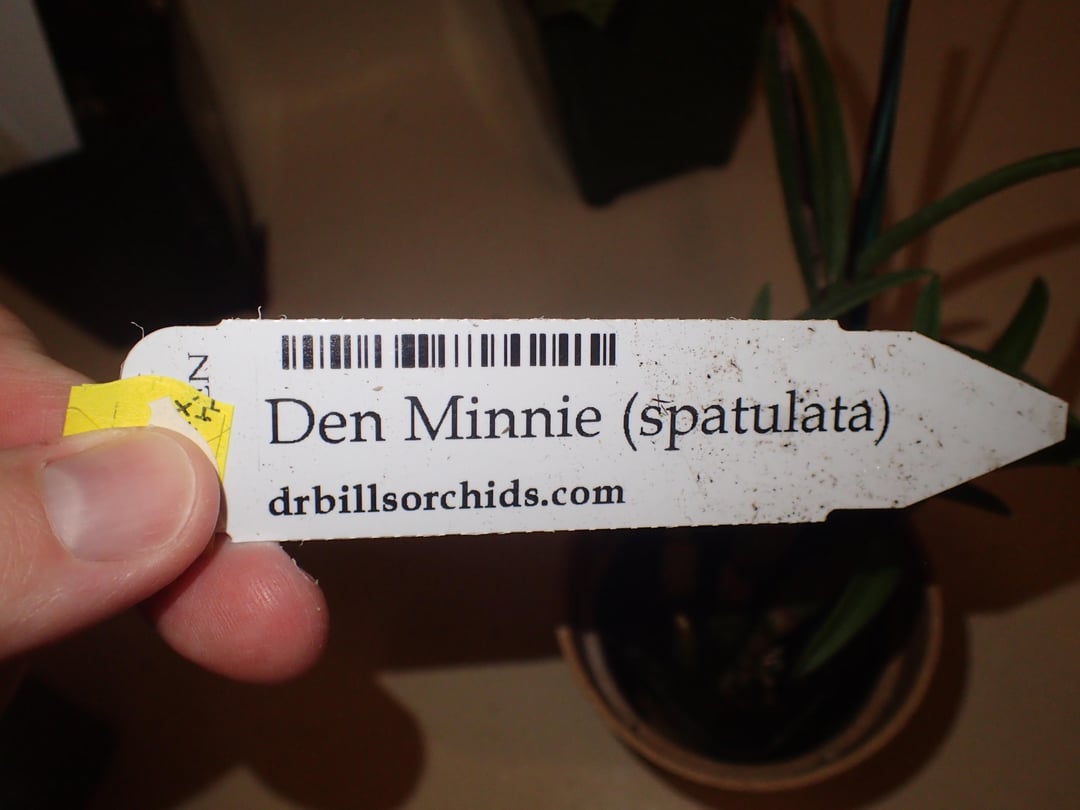 Den Minnie (spatulata)
drbillsorchids.com